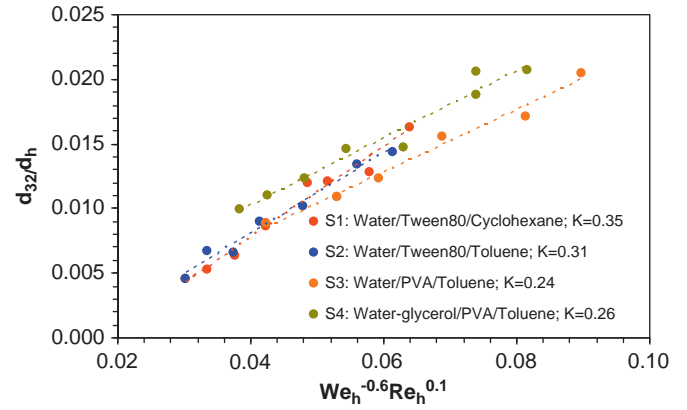 0.025
0.020
0.015
0.010
0.005
0.000
d32/dh
S1: Water/Tween80/Cyclohexane; K=0.35
S2: Water/Tween80/Toluene; K=0.31
S3: Water/PVA/Toluene; K=0.24
S4: Water-glycerol/PVA/Toluene; K=0.26
0.02 0.04 0.06 0.08 0.10
Weh-0.6Reh0.1